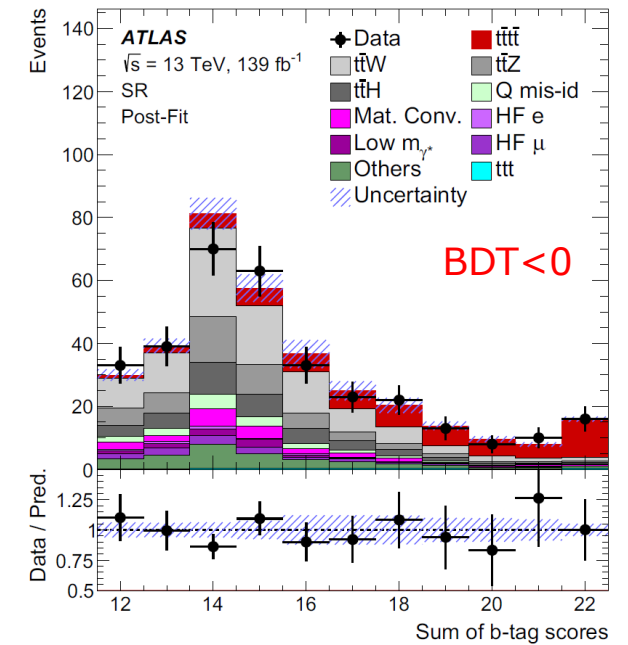 Events
140
120
100
80
60
40
20
0
ATLAS
√s = 13 TeV, 139 fb⁻¹
SR
Post-Fit
Data
tt̄tt̄
tt̄W
tt̄Z
tt̄H
Q mis-id
Mat. Conv.
HF e
Low m_γ*
HF μ
Others
ttt
Uncertainty
BDT<0
Data / Pred.
1.25
1
0.75
0.5
12 14 16 18 20 22
Sum of b-tag scores